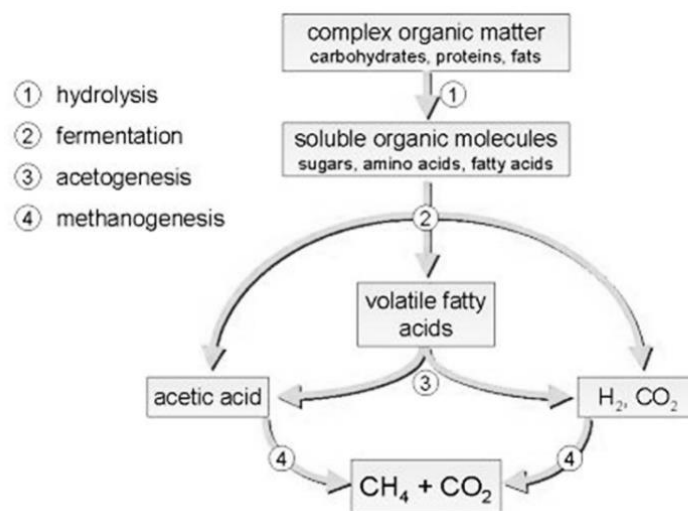 complex organic matter
carbohydrates, proteins, fats
① hydrolysis
① 
② fermentation
soluble organic molecules
sugars, amino acids, fatty acids
③ acetogenesis
④ methanogenesis
②
volatile fatty
acids
③
acetic acid
H₂, CO₂
④
④
CH₄ + CO₂